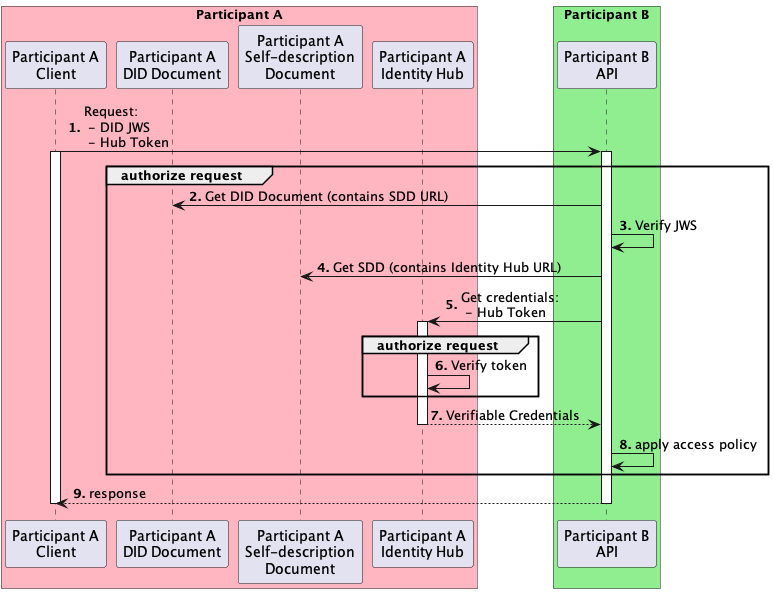 Participant A
Participant B
Participant A
Client
Participant A
DID Document
Participant A
Self-description
Document
Participant A
Identity Hub
Participant B
API
Request:
1. - DID JWS
- Hub Token
authorize request
2. Get DID Document (contains SDD URL)
3. Verify JWS
4. Get SDD (contains Identity Hub URL)
5. Get credentials:
- Hub Token
authorize request
6. Verify token
7. Verifiable Credentials
8. apply access policy
9. response
Participant A
Client
Participant A
DID Document
Participant A
Self-description
Document
Participant A
Identity Hub
Participant B
API